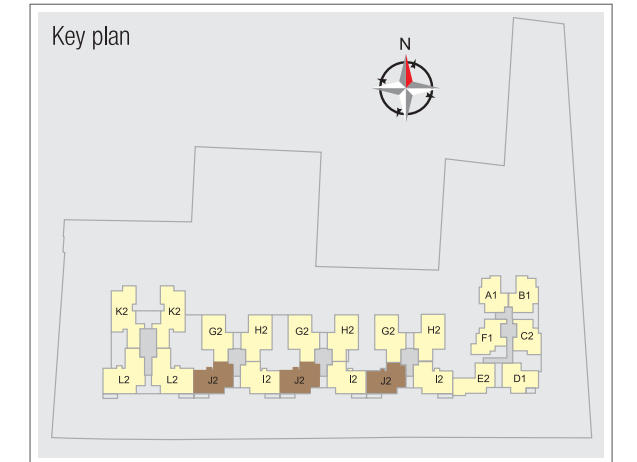 Key plan
N
A1 B1
K2 K2
G2 H2 G2 H2 G2 H2
F1 C2
L2 L2 J2 I2 J2 I2 J2 I2 E2 D1